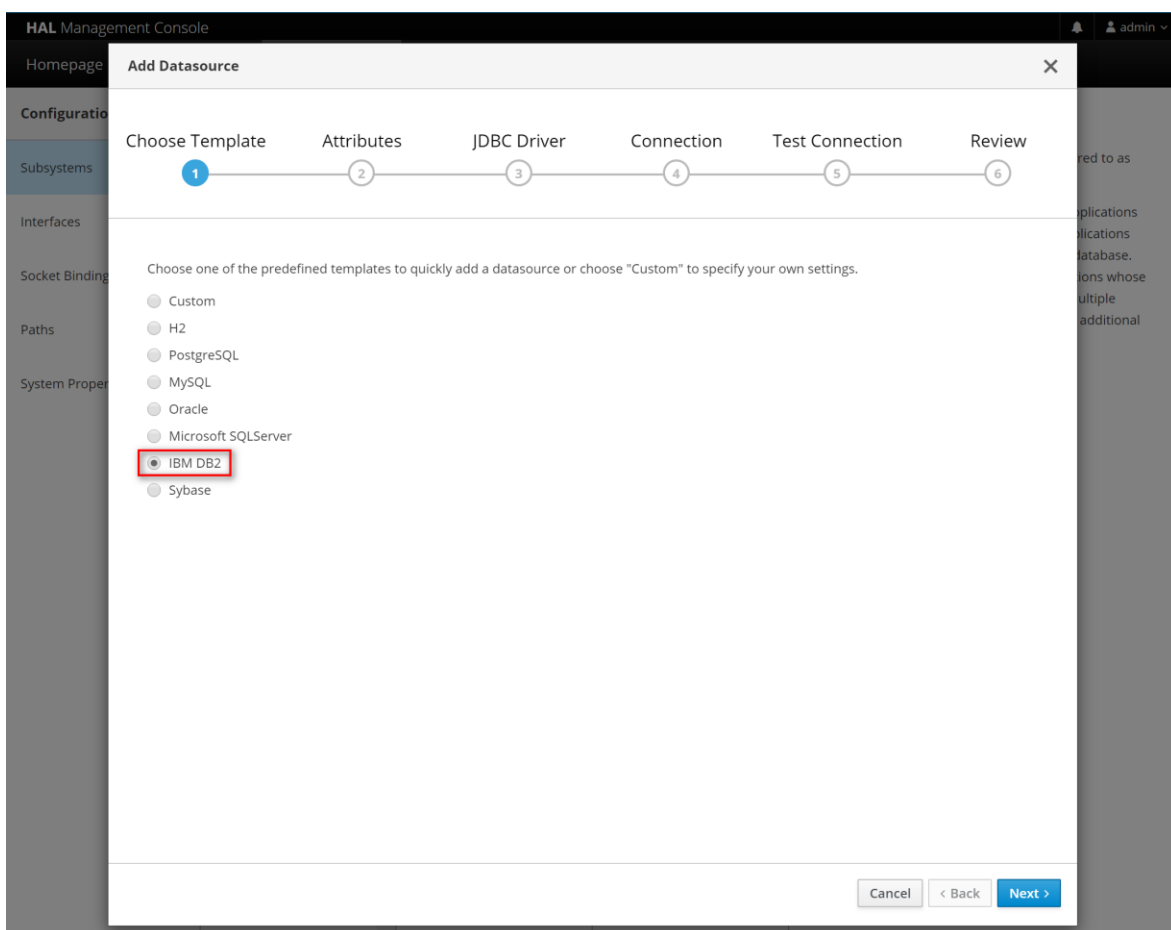 HAL Management Console
admin
Homepage
Add Datasource
Configuratio
Choose Template Attributes JDBC Driver Connection Test Connection Review
1 2 3 4 5 6
Subsystems
red to as
Interfaces
plications
lications
latabase.
Choose one of the predefined templates to quickly add a datasource or choose "Custom" to specify your own settings.
Socket Binding
ions whose
Custom
ultiple
H2
Paths
additional
PostgreSQL
MySQL
System Proper
Oracle
Microsoft SQLServer
IBM DB2
Sybase
Cancel < Back Next >